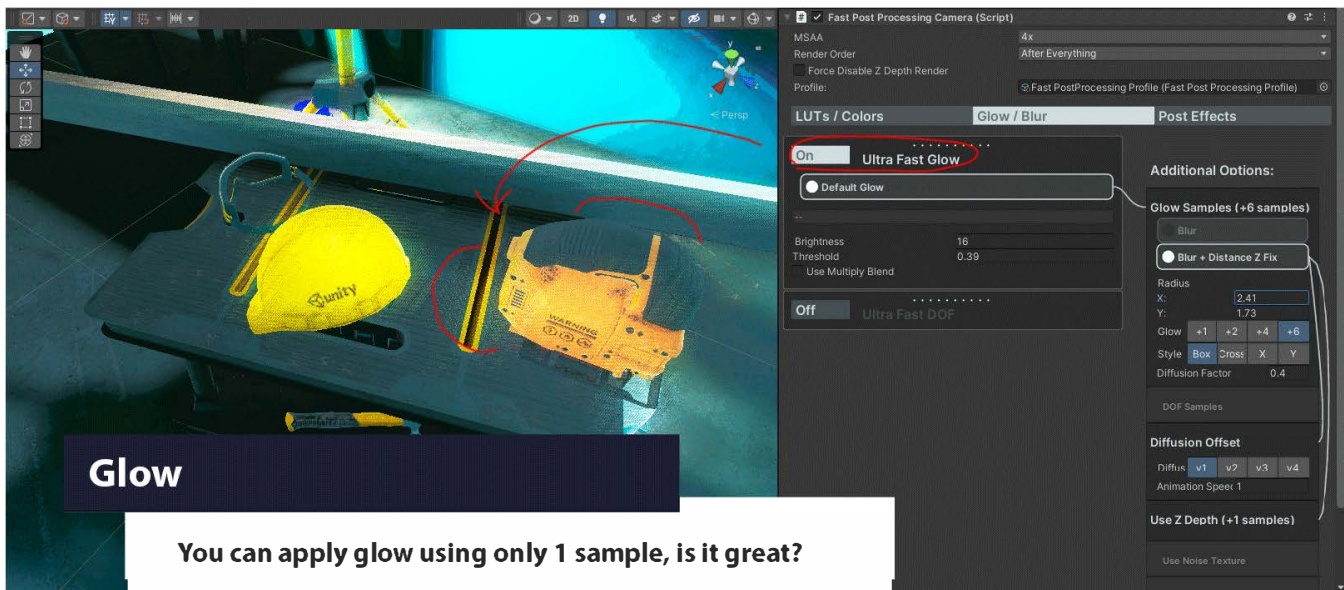 2D
Fast Post Processing Camera (Script)
MSAA
4x
Render Order
After Everything
Force Disable Z Depth Render
Profile:
Fast PostProcessing Profile (Fast Post Processing Profile)
y
x
Persp
LUTs / Colors
Glow / Blur
Post Effects
On
Ultra Fast Glow
Default Glow
--
Brightness
16
Threshold
0.39
Use Multiply Blend
Off
Ultra Fast DOF
Additional Options:
Glow Samples (+6 samples)
Blur
Blur + Distance Z Fix
Radius
X:
2.41
Y:
1.73
Glow
+1
+2
+4
+6
Style
Box
Cross
X
Y
Diffusion Factor
0.4
DOF Samples
Diffusion Offset
Diffus
v1
v2
v3
v4
Animation Speec
1
Use Z Depth (+1 samples)
Use Noise Texture
unity
WARNING
Glow
You can apply glow using only 1 sample, is it great?